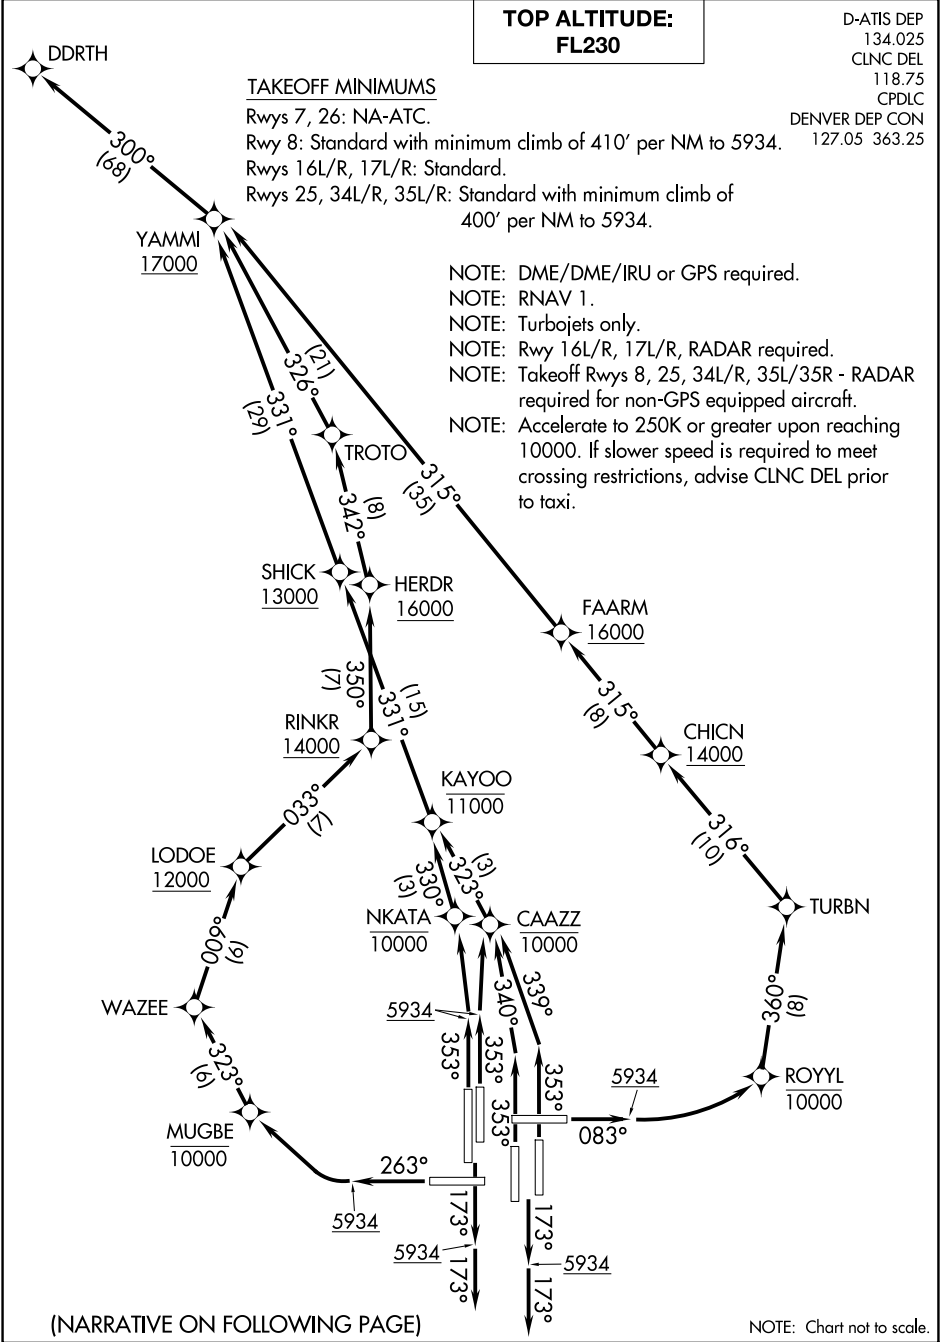 TOP ALTITUDE:
FL230
D-ATIS DEP
134.025
CLNC DEL
118.75
CPDLC
DENVER DEP CON
127.05 363.25
DDRTH
TAKEOFF MINIMUMS
Rwys 7, 26: NA-ATC.
Rwy 8: Standard with minimum climb of 410' per NM to 5934.
Rwys 16L/R, 17L/R: Standard.
Rwys 25, 34L/R, 35L/R: Standard with minimum climb of
400' per NM to 5934.
300°
(68)
YAMMI
17000
NOTE: DME/DME/IRU or GPS required.
NOTE: RNAV 1.
NOTE: Turbojets only.
NOTE: Rwy 16L/R, 17L/R, RADAR required.
NOTE: Takeoff Rwys 8, 25, 34L/R, 35L/35R - RADAR
required for non-GPS equipped aircraft.
NOTE: Accelerate to 250K or greater upon reaching
10000. If slower speed is required to meet
crossing restrictions, advise CLNC DEL prior
to taxi.
(21)
326°
331°
(29)
TROTO
315°
(35)
(8)
342°
SHICK
13000
HERDR
16000
FAARM
16000
350°
(7)
(15)
331°
315°
(8)
RINKR
14000
CHICN
14000
KAYOO
11000
033°
(7)
316°
(10)
LODOE
12000
(3)
323°
330°
(3)
NKATA
10000
CAAZZ
10000
TURBN
009°
(9)
WAZEE
5934
340°
339°
360°
(8)
353°
353°
353°
353°
323°
(6)
5934
ROYYL
10000
083°
MUGBE
10000
263°
5934
173°
173°
5934
5934
173°
173°
(NARRATIVE ON FOLLOWING PAGE)
NOTE: Chart not to scale.